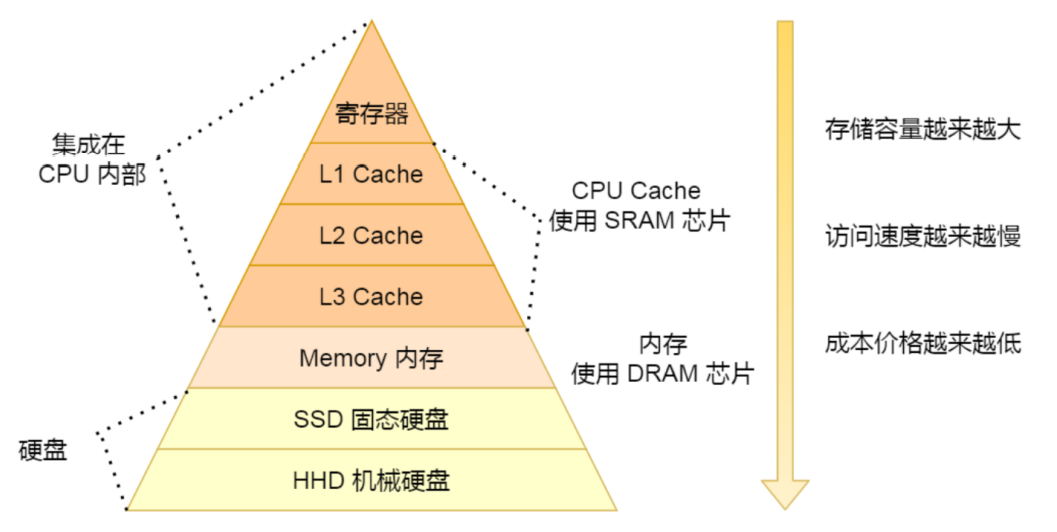 寄存器
集成在
CPU 内部
L1 Cache
L2 Cache
L3 Cache
CPU Cache
使用 SRAM 芯片
Memory 内存
内存
使用 DRAM 芯片
SSD 固态硬盘
HHD 机械硬盘
硬盘
存储容量越来越大
访问速度越来越慢
成本价格越来越低